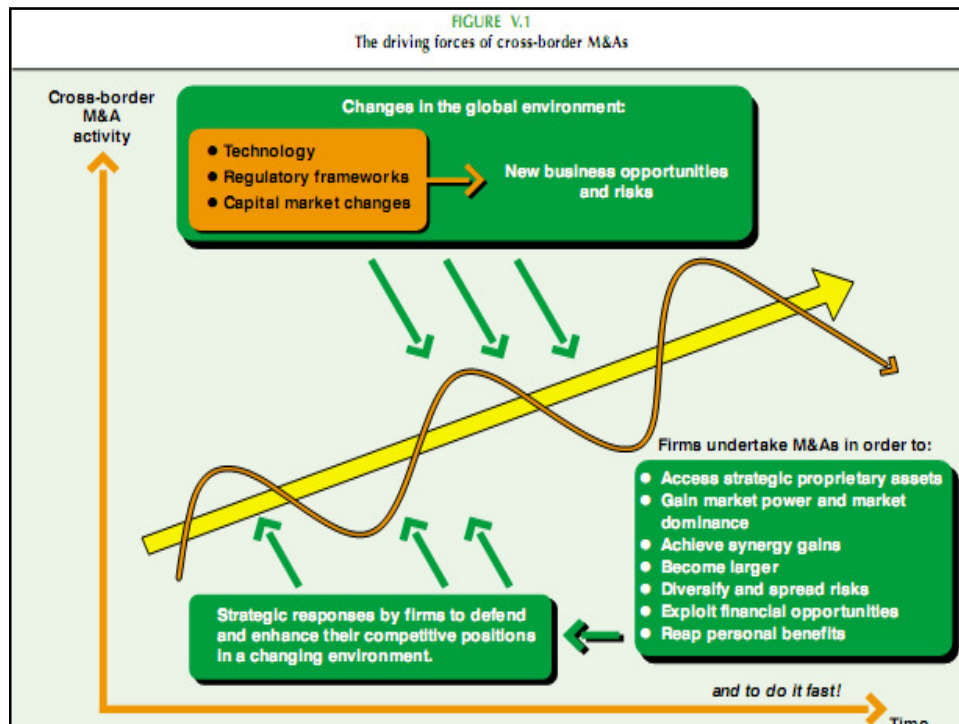 FIGURE V.1
The driving forces of cross-border M&As
Cross-border
M&A
activity
Changes in the global environment:
● Technology
● Regulatory frameworks
● Capital market changes
New business opportunities
and risks
Firms undertake M&As in order to:
● Access strategic proprietary assets
● Gain market power and market
dominance
● Achieve synergy gains
● Become larger
● Diversify and spread risks
● Exploit financial opportunities
● Reap personal benefits
Strategic responses by firms to defend
and enhance their competitive positions
in a changing environment.
and to do it fast!
Time